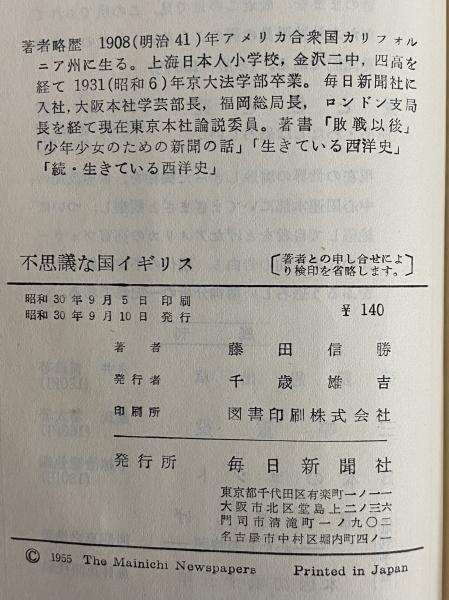 著者略歴　1908(明治41)年アメリカ合衆国カリフォル
ニア州に生る。上海日本人小学校，金沢二中，四高を
経て1931(昭和6)年京大法学部卒業。毎日新聞社に
入社，大阪本社学芸部長，福岡総局長，ロンドン支局
長を経て現在東京本社論説委員。著書「敗戦以後」
「少年少女のための新聞の話」「生きている西洋史」
「続・生きている西洋史」
不思議な国イギリス
〔著者との申し合せによ
り検印を省略します。〕
昭和30年9月5日 印刷
昭和30年9月10日 発行
￥140
著者 藤田信勝
発行者 千歳雄吉
印刷所 図書印刷株式会社
発行所 毎日新聞社
東京都千代田区有楽町一ノ一一
大阪市北区堂島上二ノ三六
門司市清滝町一ノ九〇二
名古屋市中村区堀内町四ノ一
© 1955 The Mainichi Newspapers Printed in Japan